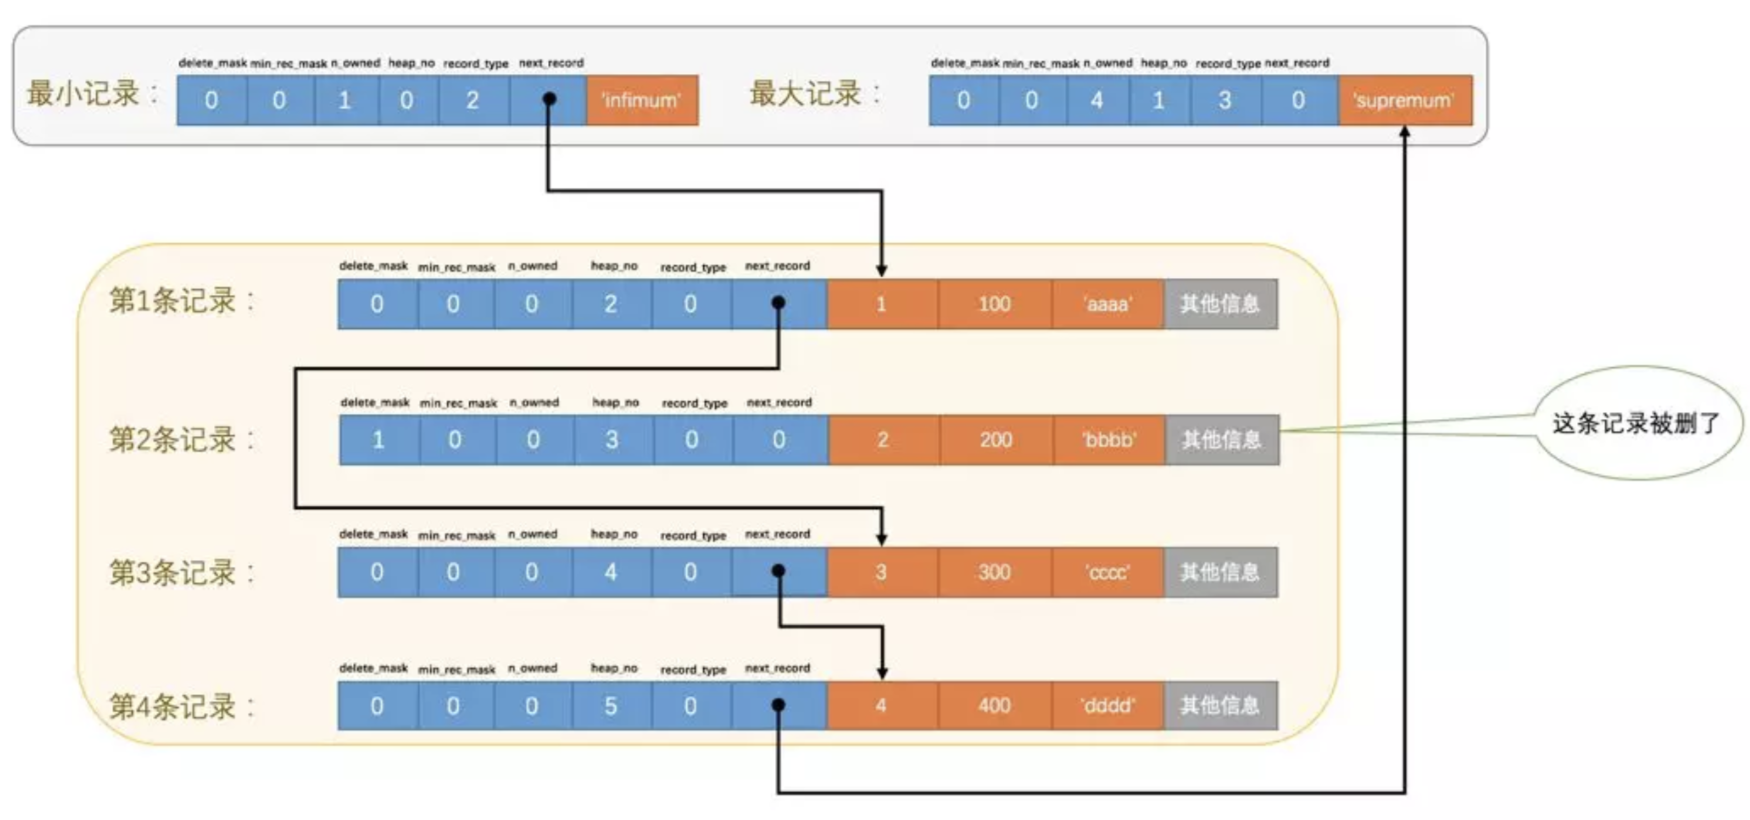 delete_mask min_rec_mask n_owned heap_no record_type next_record
最小记录： 0 0 1 0 2 'infimum'
delete_mask min_rec_mask n_owned heap_no record_type next_record
最大记录： 0 0 4 1 3 0 'supremum'
delete_mask min_rec_mask n_owned heap_no record_type next_record
第1条记录： 0 0 0 2 0 1 100 'aaaa' 其他信息
delete_mask min_rec_mask n_owned heap_no record_type next_record
第2条记录： 1 0 0 3 0 0 2 200 'bbbb' 其他信息
这条记录被删了
delete_mask min_rec_mask n_owned heap_no record_type next_record
第3条记录： 0 0 0 4 0 3 300 'cccc' 其他信息
delete_mask min_rec_mask n_owned heap_no record_type next_record
第4条记录： 0 0 0 5 0 4 400 'dddd' 其他信息